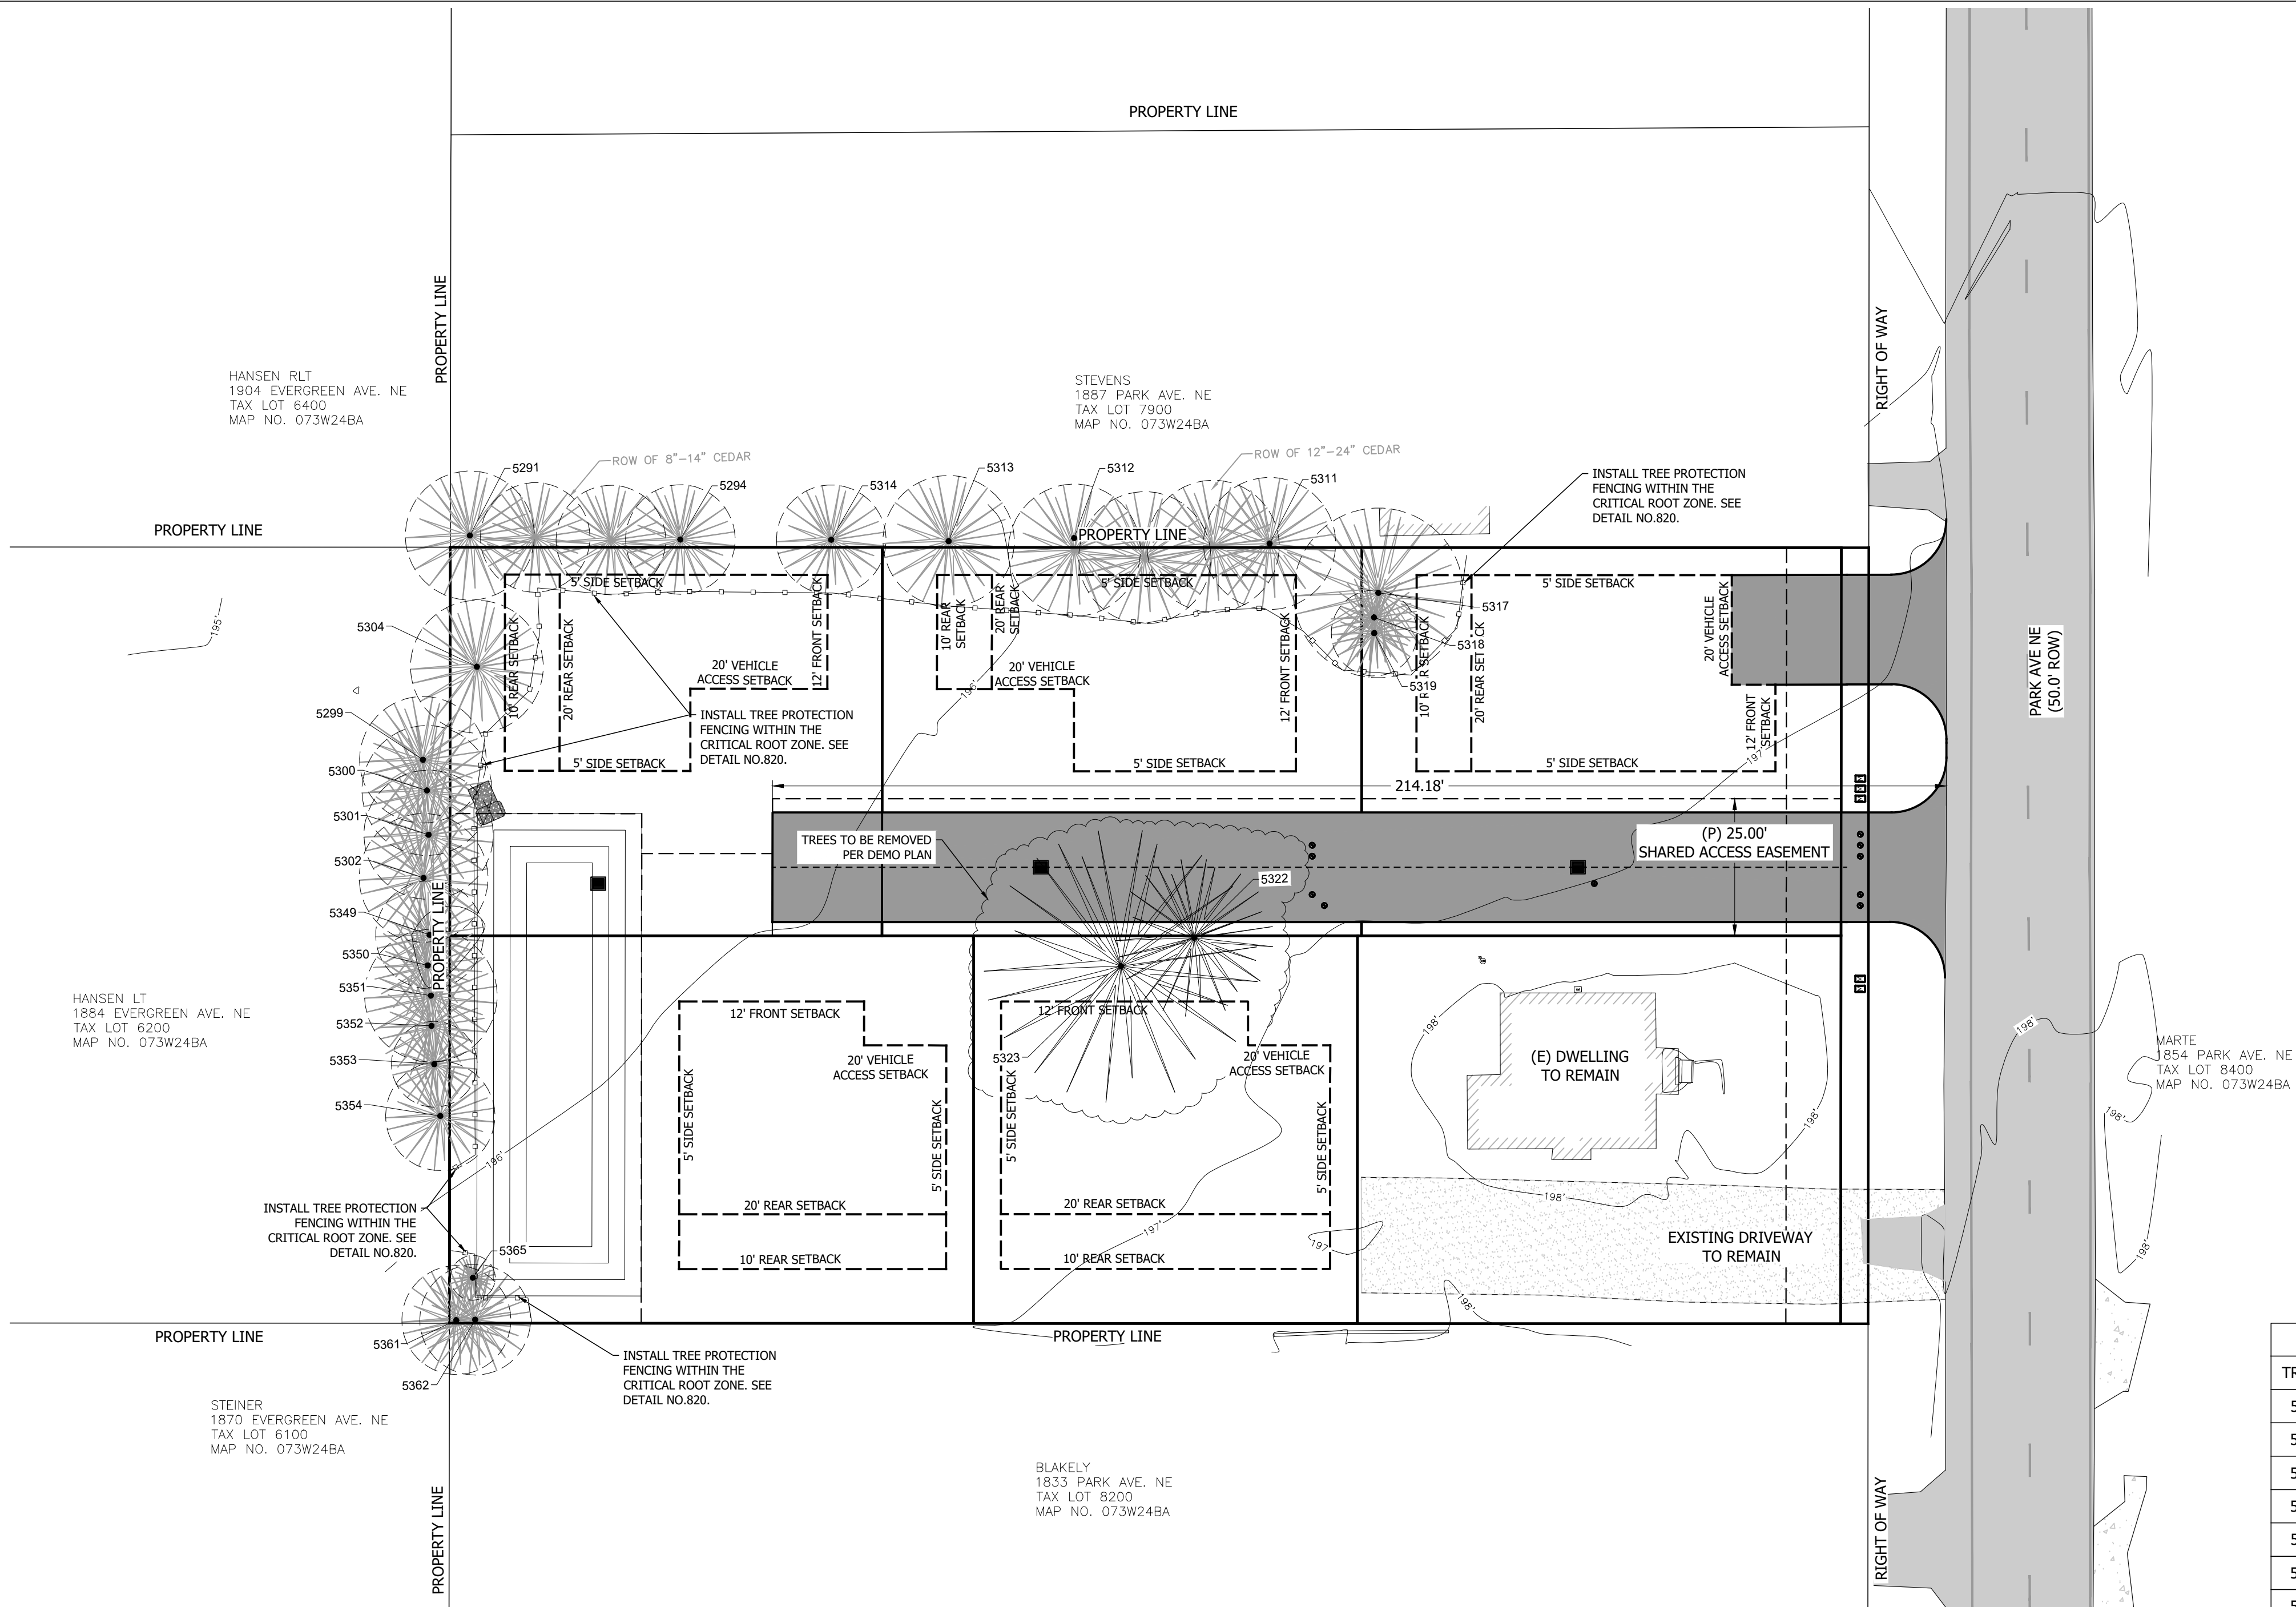 PROPERTY LINE
PROPERTY LINE
RIGHT OF WAY
HANSEN RLT
1904 EVERGREEN AVE. NE
TAX LOT 6400
MAP NO. 073W24BA
STEVENS
1887 PARK AVE. NE
TAX LOT 7900
MAP NO. 073W24BA
5291
ROW OF 8"-14" CEDAR
5294
5314
5313
5312
ROW OF 12"-24" CEDAR
5311
INSTALL TREE PROTECTION
FENCING WITHIN THE
CRITICAL ROOT ZONE. SEE
DETAIL NO.820.
PROPERTY LINE
PROPERTY LINE
195'
5304
5' SIDE SETBACK
10' REAR SETBACK
20' REAR SETBACK
12' FRONT SETBACK
20' VEHICLE
ACCESS SETBACK
5' SIDE SETBACK
10' REAR
SETBACK
20' REAR
SETBACK
5' SIDE SETBACK
20' VEHICLE
ACCESS SETBACK
12' FRONT SETBACK
5' SIDE SETBACK
196'
5317
5318
5319
10' REAR SETBACK
20' REAR SETBACK
5' SIDE SETBACK
20' VEHICLE
ACCESS SETBACK
12' FRONT
SETBACK
5' SIDE SETBACK
197'
PARK AVE NE
(50.0' ROW)
INSTALL TREE PROTECTION
FENCING WITHIN THE
CRITICAL ROOT ZONE. SEE
DETAIL NO.820.
5299
5300
5301
5302
5349
5350
5351
5352
5353
5354
PROPERTY LINE
214.18'
TREES TO BE REMOVED
PER DEMO PLAN
(P) 25.00'
SHARED ACCESS EASEMENT
5322
5323
HANSEN LT
1884 EVERGREEN AVE. NE
TAX LOT 6200
MAP NO. 073W24BA
12' FRONT SETBACK
20' VEHICLE
ACCESS SETBACK
5' SIDE SETBACK
5' SIDE SETBACK
20' REAR SETBACK
10' REAR SETBACK
12' FRONT SETBACK
20' VEHICLE
ACCESS SETBACK
5' SIDE SETBACK
5' SIDE SETBACK
20' REAR SETBACK
10' REAR SETBACK
197'
197'
198'
(E) DWELLING
TO REMAIN
198'
198'
198'
198'
198'
198'
MARTE
1854 PARK AVE. NE
TAX LOT 8400
MAP NO. 073W24BA
196'
INSTALL TREE PROTECTION
FENCING WITHIN THE
CRITICAL ROOT ZONE. SEE
DETAIL NO.820.
5365
EXISTING DRIVEWAY
TO REMAIN
198'
PROPERTY LINE
5361
5362
PROPERTY LINE
INSTALL TREE PROTECTION
FENCING WITHIN THE
CRITICAL ROOT ZONE. SEE
DETAIL NO.820.
STEINER
1870 EVERGREEN AVE. NE
TAX LOT 6100
MAP NO. 073W24BA
BLAKELY
1833 PARK AVE. NE
TAX LOT 8200
MAP NO. 073W24BA
PROPERTY LINE
RIGHT OF WAY